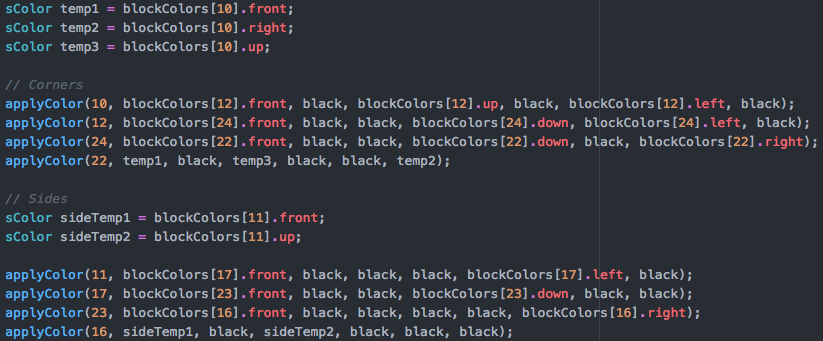 sColor temp1 = blockColors[10].front;
sColor temp2 = blockColors[10].right;
sColor temp3 = blockColors[10].up;
// Corners
applyColor(10, blockColors[12].front, black, blockColors[12].up, black, blockColors[12].left, black);
applyColor(12, blockColors[24].front, black, black, blockColors[24].down, blockColors[24].left, black);
applyColor(24, blockColors[22].front, black, black, blockColors[22].down, black, blockColors[22].right);
applyColor(22, temp1, black, temp3, black, black, temp2);
// Sides
sColor sideTemp1 = blockColors[11].front;
sColor sideTemp2 = blockColors[11].up;
applyColor(11, blockColors[17].front, black, black, black, blockColors[17].left, black);
applyColor(17, blockColors[23].front, black, black, blockColors[23].down, black, black);
applyColor(23, blockColors[16].front, black, black, black, black, blockColors[16].right);
applyColor(16, sideTemp1, black, sideTemp2, black, black, black);